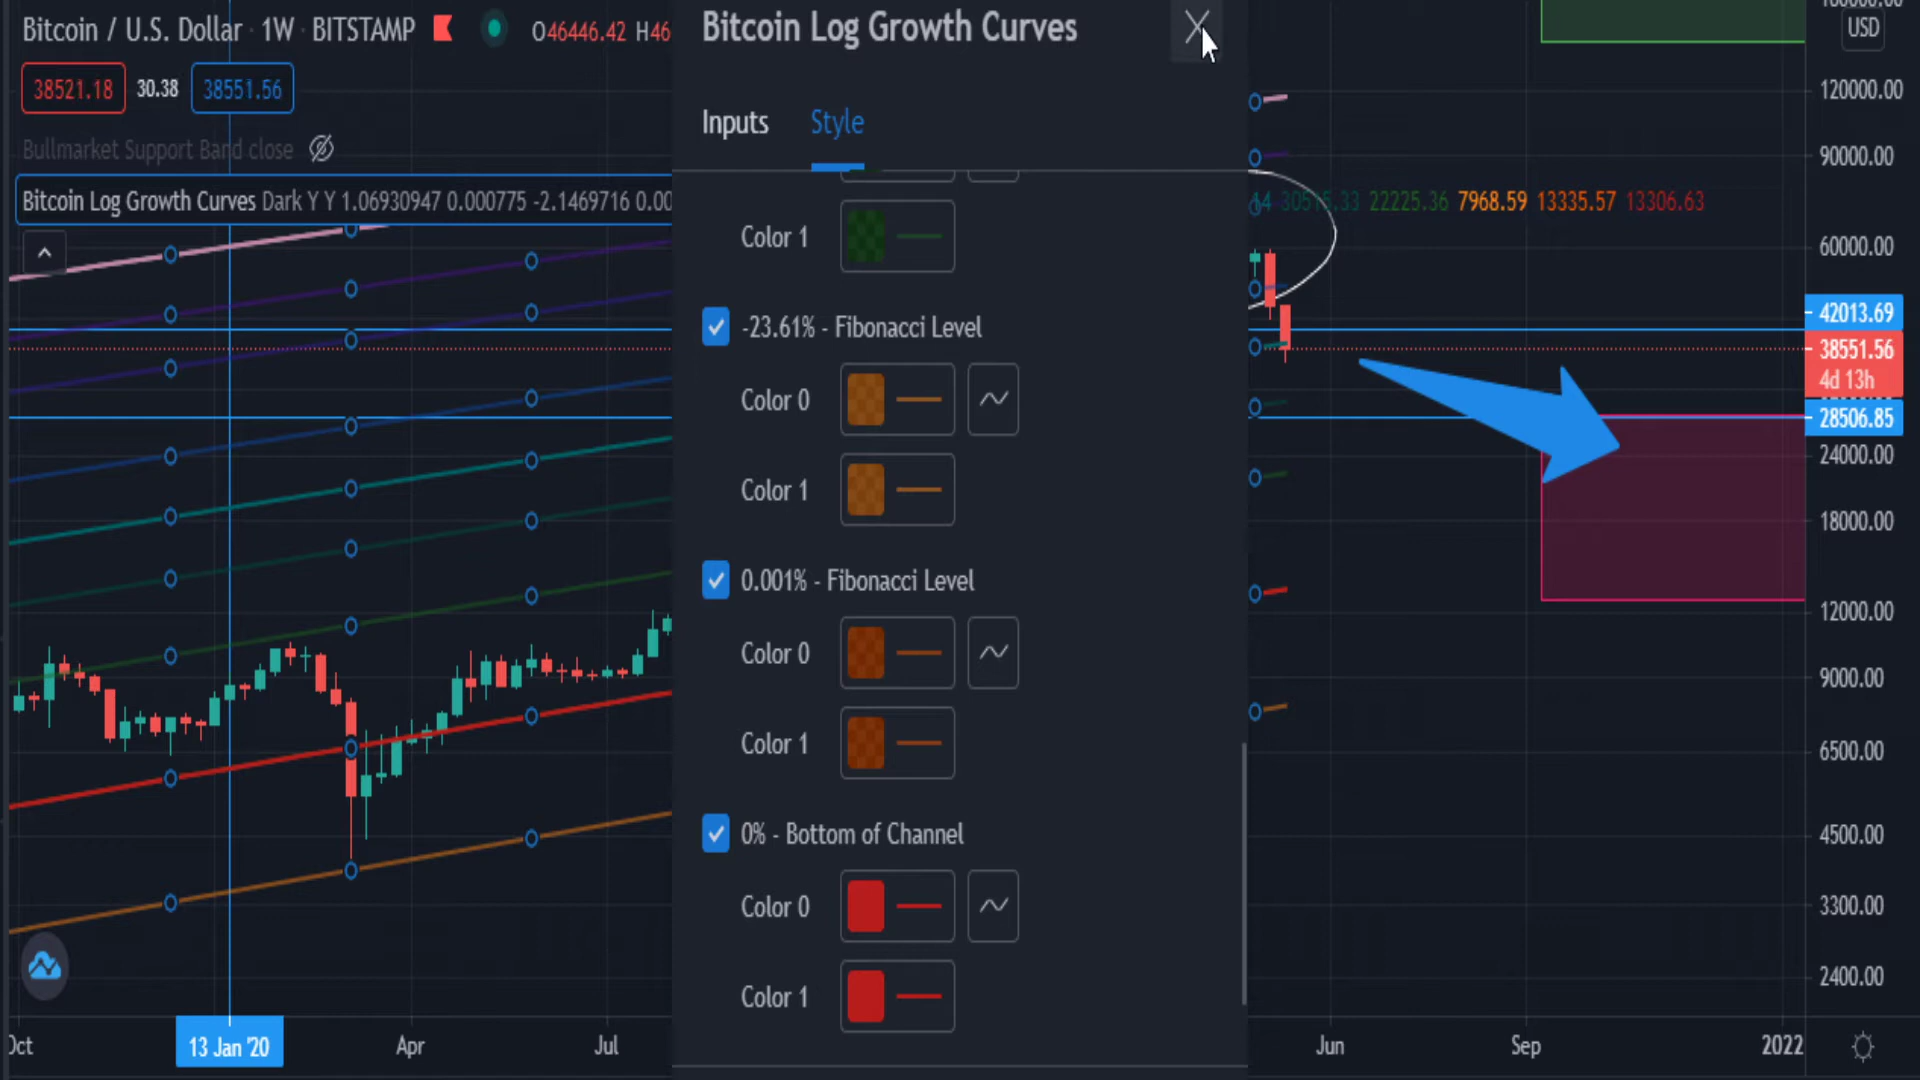 Bitcoin / U.S. Dollar · 1W · BITSTAMP
O46446.42 H46
38521.18 30.38 38551.56
Bullmarket Support Band close
Bitcoin Log Growth Curves Dark Y Y 1.06930947 0.000775 -2.1469716 0.00
Bitcoin Log Growth Curves
Inputs Style
Color 1
-23.61% - Fibonacci Level
Color 0
Color 1
0.001% - Fibonacci Level
Color 0
Color 1
0% - Bottom of Channel
Color 0
Color 1
14 30515.33 22225.36 7968.59 13335.57 13306.63
USD
120000.00
90000.00
60000.00
42013.69
38551.56
4d 13h
28506.85
24000.00
18000.00
12000.00
9000.00
6500.00
4500.00
3300.00
2400.00
Oct 13 Jan '20 Apr Jul Jun Sep 2022